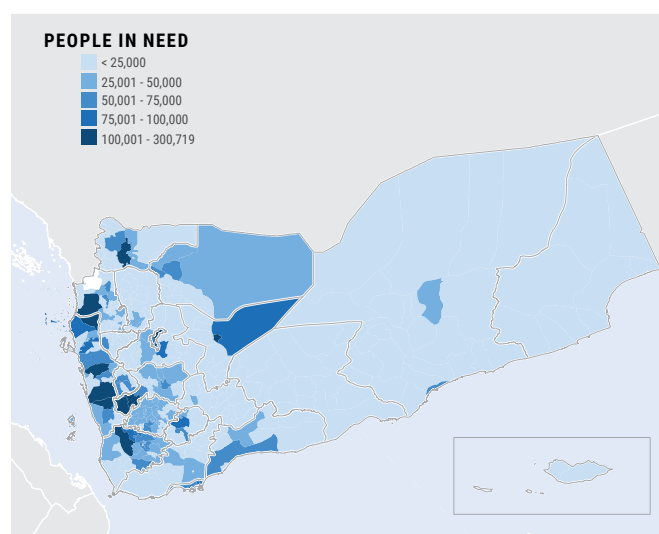 PEOPLE IN NEED
< 25,000
25,001 - 50,000
50,001 - 75,000
75,001 - 100,000
100,001 - 300,719